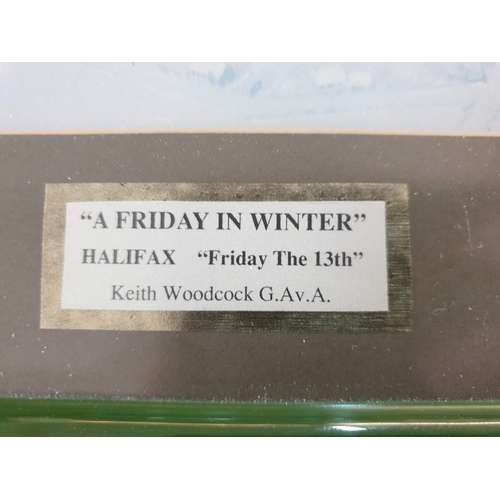 “A FRIDAY IN WINTER”
HALIFAX “Friday The 13th”
Keith Woodcock G.Av.A.